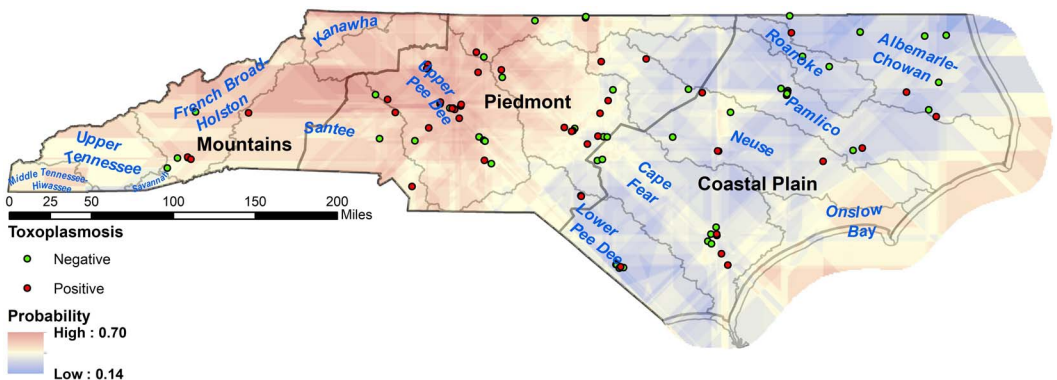 Kanawha
French Broad-
Holston
Upper
Pee Dee
Piedmont
Roanoke
Albemarle-
Chowan
Pamlico
Santee
Upper
Tennessee
Mountains
Neuse
Middle Tennessee-
Hiwassee
Savannah
Cape
Fear
Coastal Plain
Lower
Pee Dee
Onslow
Bay
0 25 50 100 150 200
Miles
Toxoplasmosis
Negative
Positive
Probability
High : 0.70
Low : 0.14